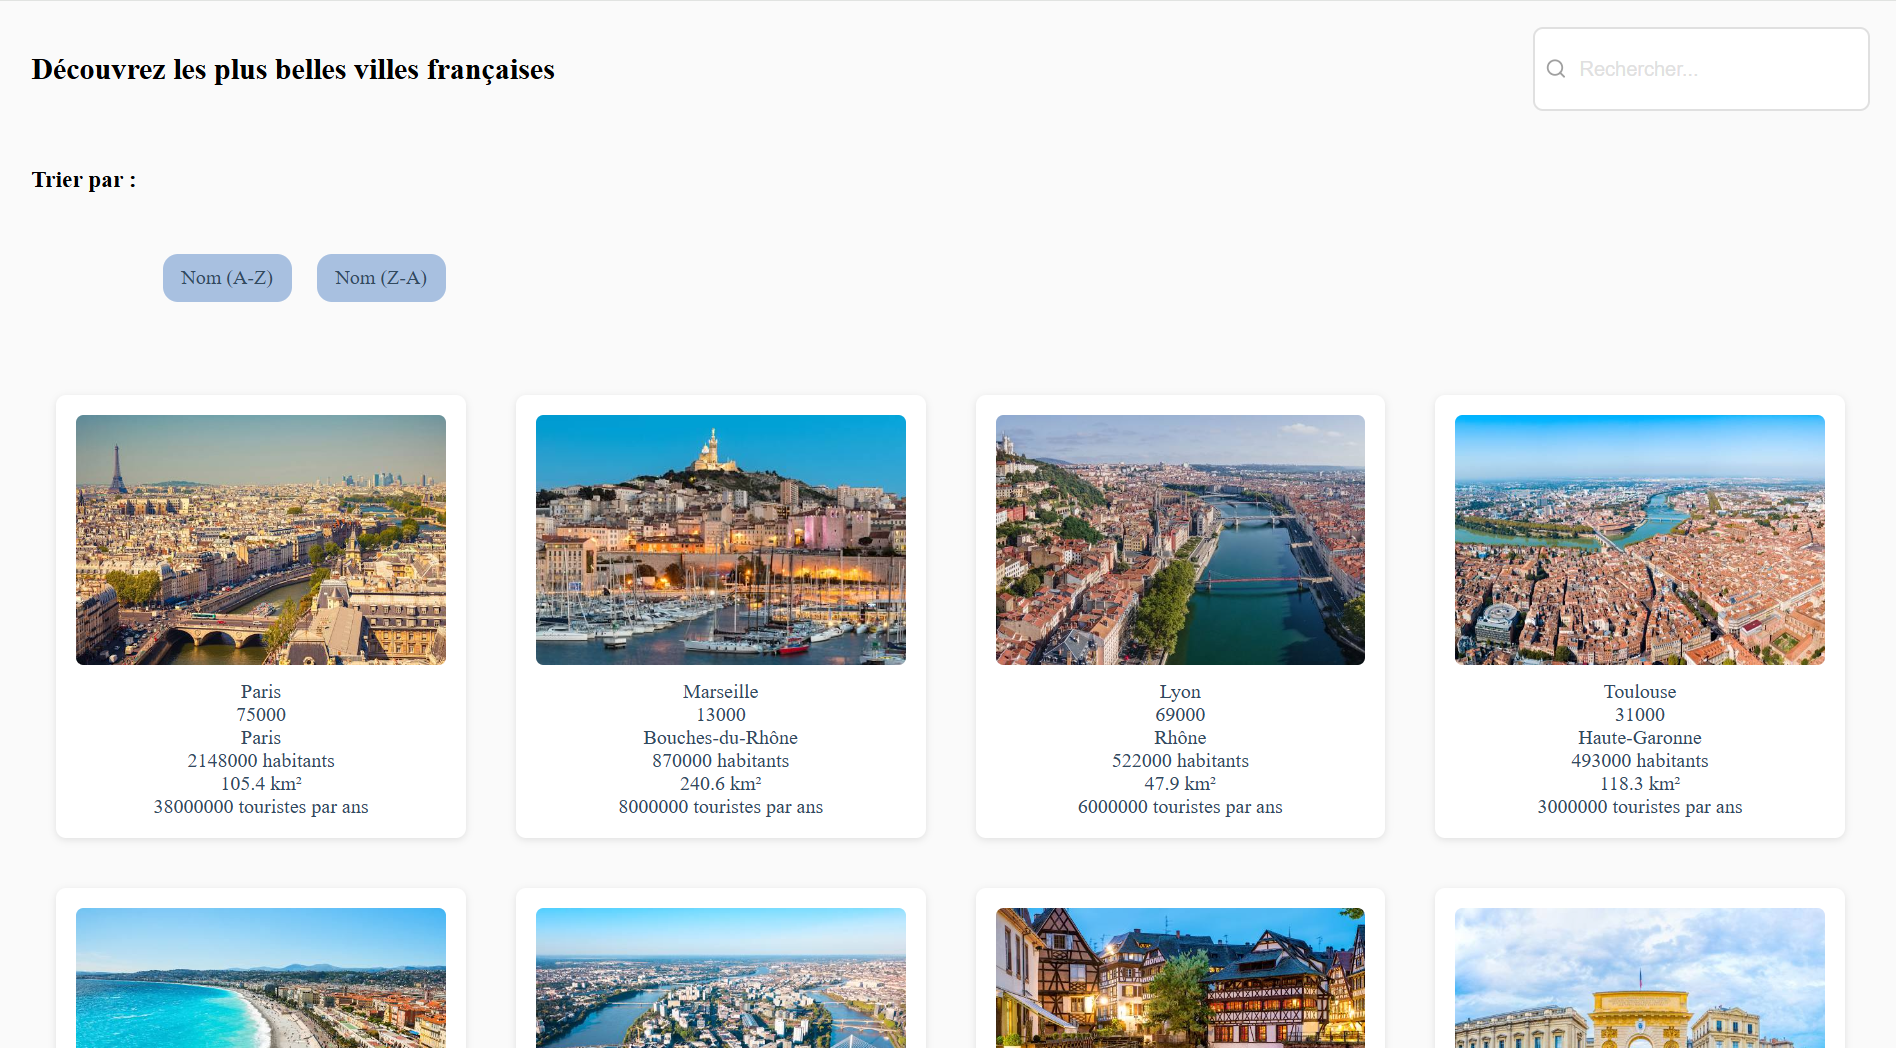 Découvrez les plus belles villes françaises
Rechercher...
Trier par :
Nom (A-Z)
Nom (Z-A)
Paris
75000
Paris
2148000 habitants
105.4 km²
38000000 touristes par ans
Marseille
13000
Bouches-du-Rhône
870000 habitants
240.6 km²
8000000 touristes par ans
Lyon
69000
Rhône
522000 habitants
47.9 km²
6000000 touristes par ans
Toulouse
31000
Haute-Garonne
493000 habitants
118.3 km²
3000000 touristes par ans